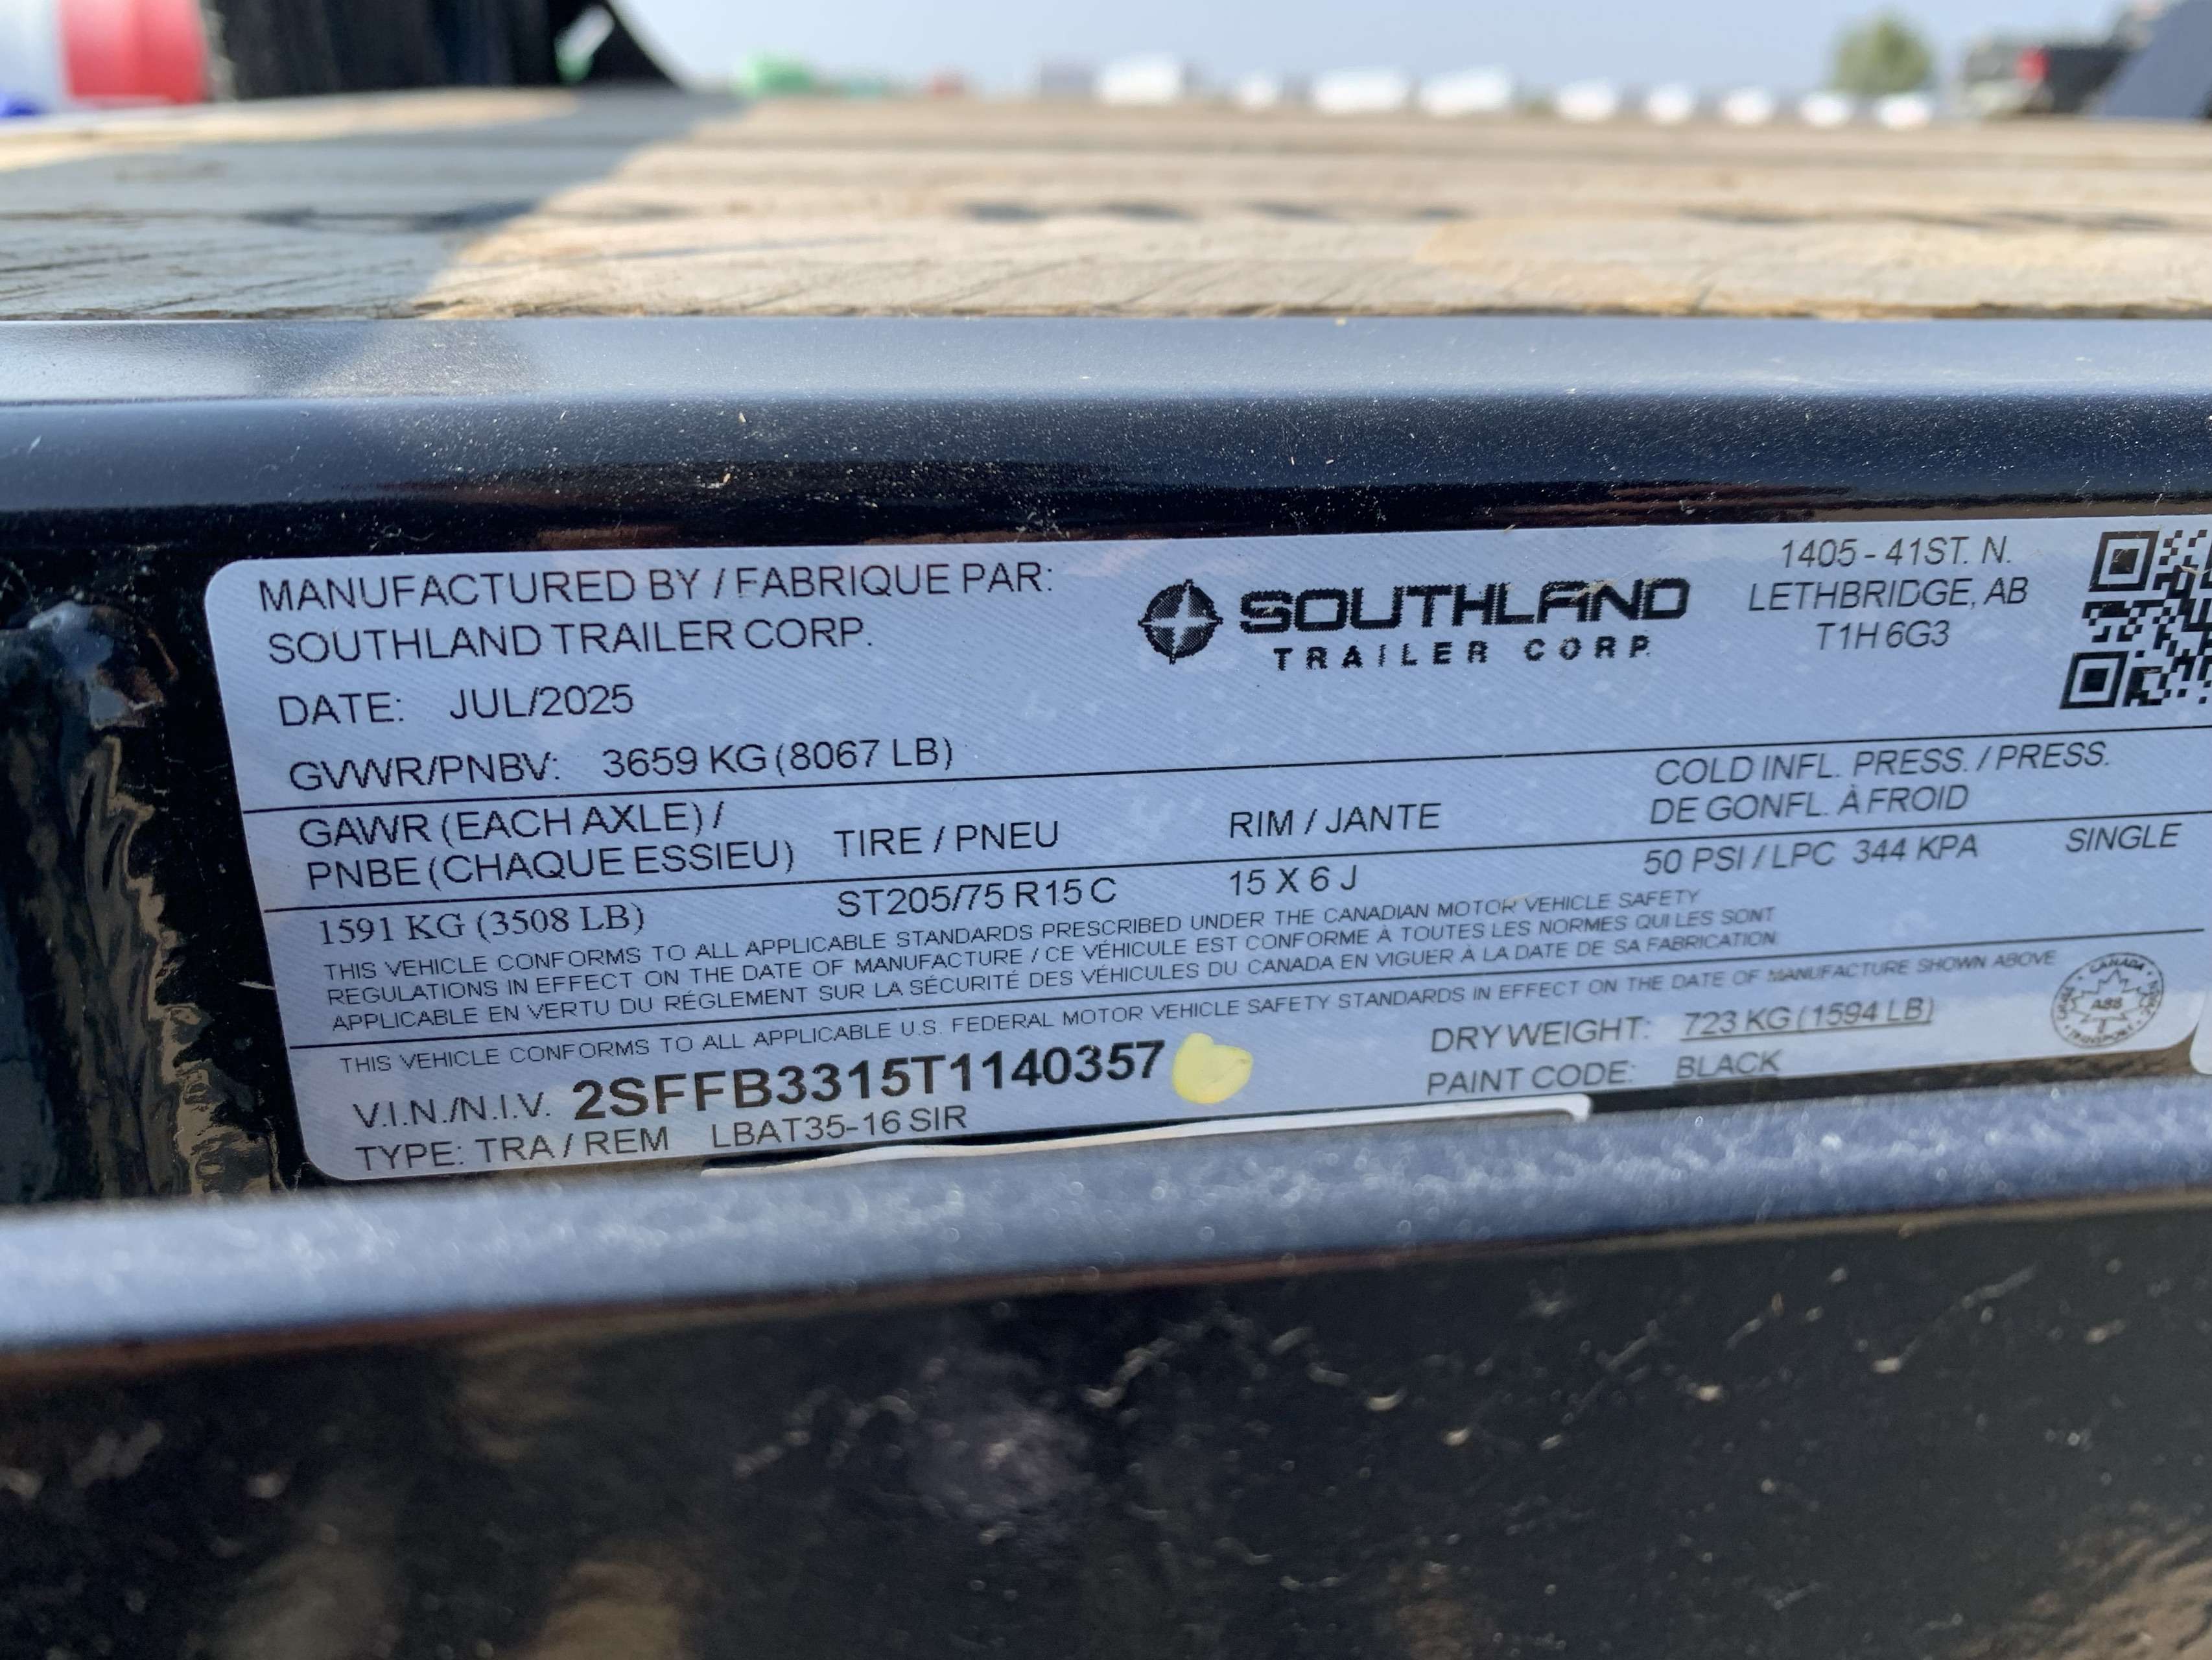 MANUFACTURED BY / FABRIQUE PAR:
SOUTHLAND TRAILER CORP.
DATE: JUL/2025
GVWR/PNBV: 3659 KG (8067 LB)
SOUTHLAND
TRAILER CORP.
1405 - 41ST. N.
LETHBRIDGE, AB
T1H 6G3
GAWR (EACH AXLE) /
PNBE (CHAQUE ESSIEU)
TIRE / PNEU
RIM / JANTE
COLD INFL. PRESS. / PRESS.
DE GONFL. À FROID
1591 KG (3508 LB)
ST205/75 R15 C
15 X 6 J
50 PSI / LPC 344 KPA
SINGLE
THIS VEHICLE CONFORMS TO ALL APPLICABLE STANDARDS PRESCRIBED UNDER THE CANADIAN MOTOR VEHICLE SAFETY
REGULATIONS IN EFFECT ON THE DATE OF MANUFACTURE / CE VÉHICULE EST CONFORME À TOUTES LES NORMES QUI LES SONT
APPLICABLE EN VERTU DU RÉGLEMENT SUR LA SÉCURITÉ DES VÉHICULES DU CANADA EN VIGUER À LA DATE DE SA FABRICATION
THIS VEHICLE CONFORMS TO ALL APPLICABLE U.S. FEDERAL MOTOR VEHICLE SAFETY STANDARDS IN EFFECT ON THE DATE OF MANUFACTURE SHOWN ABOVE
V.I.N./N.I.V. 2SFFB3315T1140357
TYPE: TRA / REM LBAT35-16 SIR
DRY WEIGHT: 723 KG (1594 LB)
PAINT CODE: BLACK
CANADA